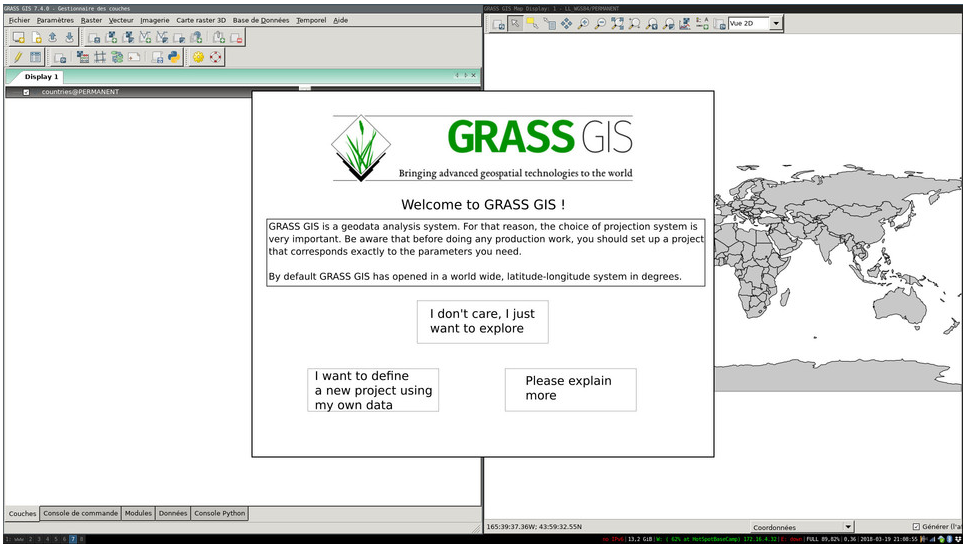 GRASS GIS 7.4.0 - Gestionnaire des couches
GRASS GIS Map Display: 1 - LL_WGS84/PERMANENT
Fichier Paramètres Raster Vecteur Imagerie Carte raster 3D Base de Données Temporel Aide
Vue 2D
Display 1
countries@PERMANENT
GRASS GIS
Bringing advanced geospatial technologies to the world
Welcome to GRASS GIS !
GRASS GIS is a geodata analysis system. For that reason, the choice of projection system is
very important. Be aware that before doing any production work, you should set up a project
that corresponds exactly to the parameters you need.
By default GRASS GIS has opened in a world wide, latitude-longitude system in degrees.
I don't care, I just
want to explore
I want to define
a new project using
my own data
Please explain
more
Couches Console de commande Modules Données Console Python
165:39:37.36W; 43:59:32.55N
Coordonnées
Générer (l'a
1: www 2 3 4 5 6 7 8
no IPv6 13,2 GiB W: ( 62% at HotSpotBaseCamp) 172.16.4.32 E: down FULL 89,82% 0,36 2018-03-19 21:08:55